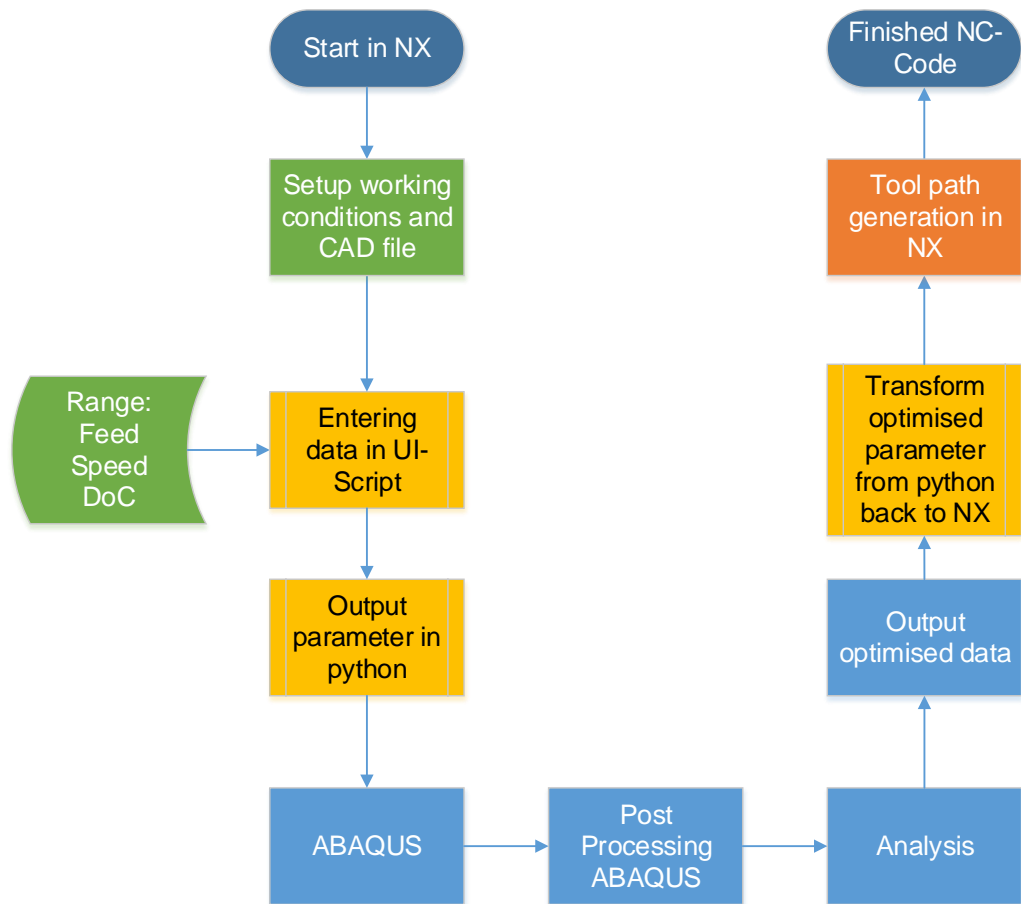 Start in NX
Setup working
conditions and
CAD file
Range:
Feed
Speed
DoC
Entering
data in UI-
Script
Output
parameter in
python
ABAQUS
Post
Processing
ABAQUS
Analysis
Output
optimised data
Transform
optimised
parameter
from python
back to NX
Tool path
generation in
NX
Finished NC-
Code